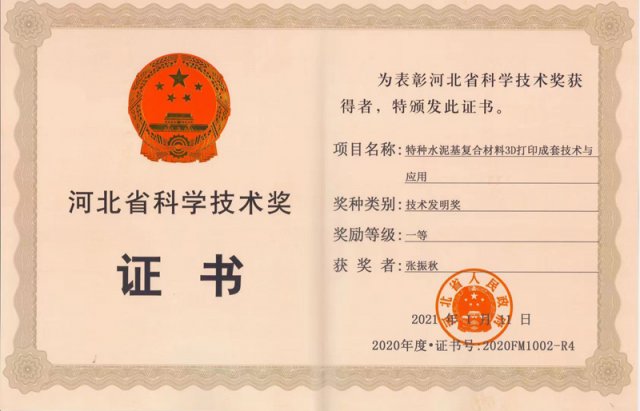 河北省科学技术奖
证书
为表彰河北省科学技术奖获
得者，特颁发此证书。
项目名称：特种水泥基复合材料3D打印成套技术与
应用
奖种类别：技术发明奖
奖励等级：一等
获奖者：张振秋
河北省人民政府
2021 年 1 月 11 日
2020年度·证书号：2020FM1002-R4